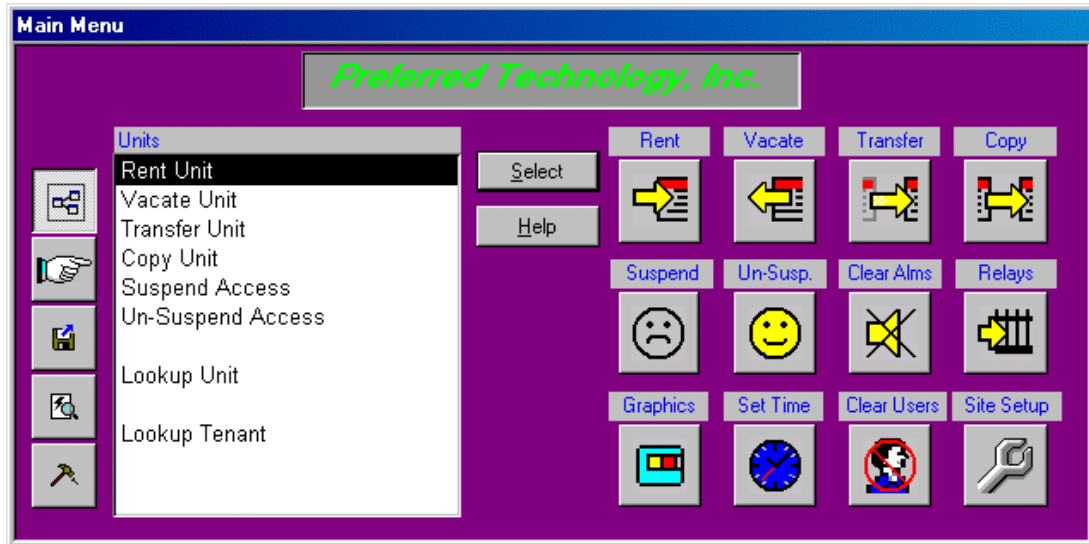 Main Menu
Preferred Technology, Inc.
Units
Rent Unit
Vacate Unit
Transfer Unit
Copy Unit
Suspend Access
Un-Suspend Access
Lookup Unit
Lookup Tenant
Select
Help
Rent Vacate Transfer Copy
Suspend Un-Susp. Clear Alms Relays
Graphics Set Time Clear Users Site Setup